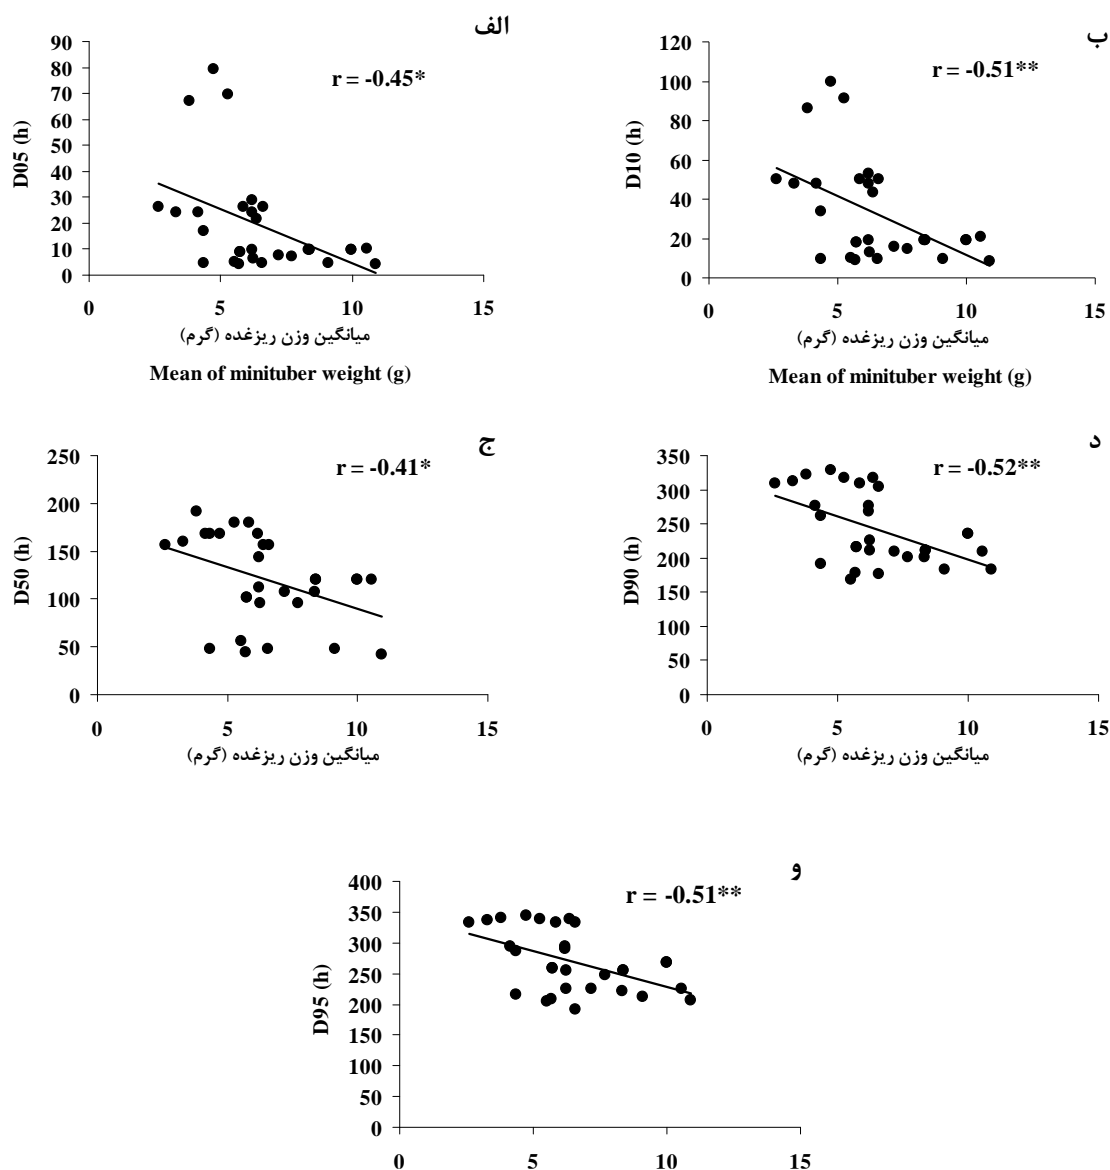 الف
r = -0.45*
D05 (h)
90
80
70
60
50
40
30
20
10
0
0 5 10 15
میانگین وزن ریزغده (گرم)
Mean of minituber weight (g)
ب
r = -0.51**
D10 (h)
120
100
80
60
40
20
0
0 5 10 15
میانگین وزن ریزغده (گرم)
Mean of minituber weight (g)
ج
r = -0.41*
D50 (h)
250
200
150
100
50
0
0 5 10 15
میانگین وزن ریزغده (گرم)
د
r = -0.52**
D90 (h)
350
300
250
200
150
100
50
0
0 5 10 15
میانگین وزن ریزغده (گرم)
و
r = -0.51**
D95 (h)
400
350
300
250
200
150
100
50
0
0 5 10 15